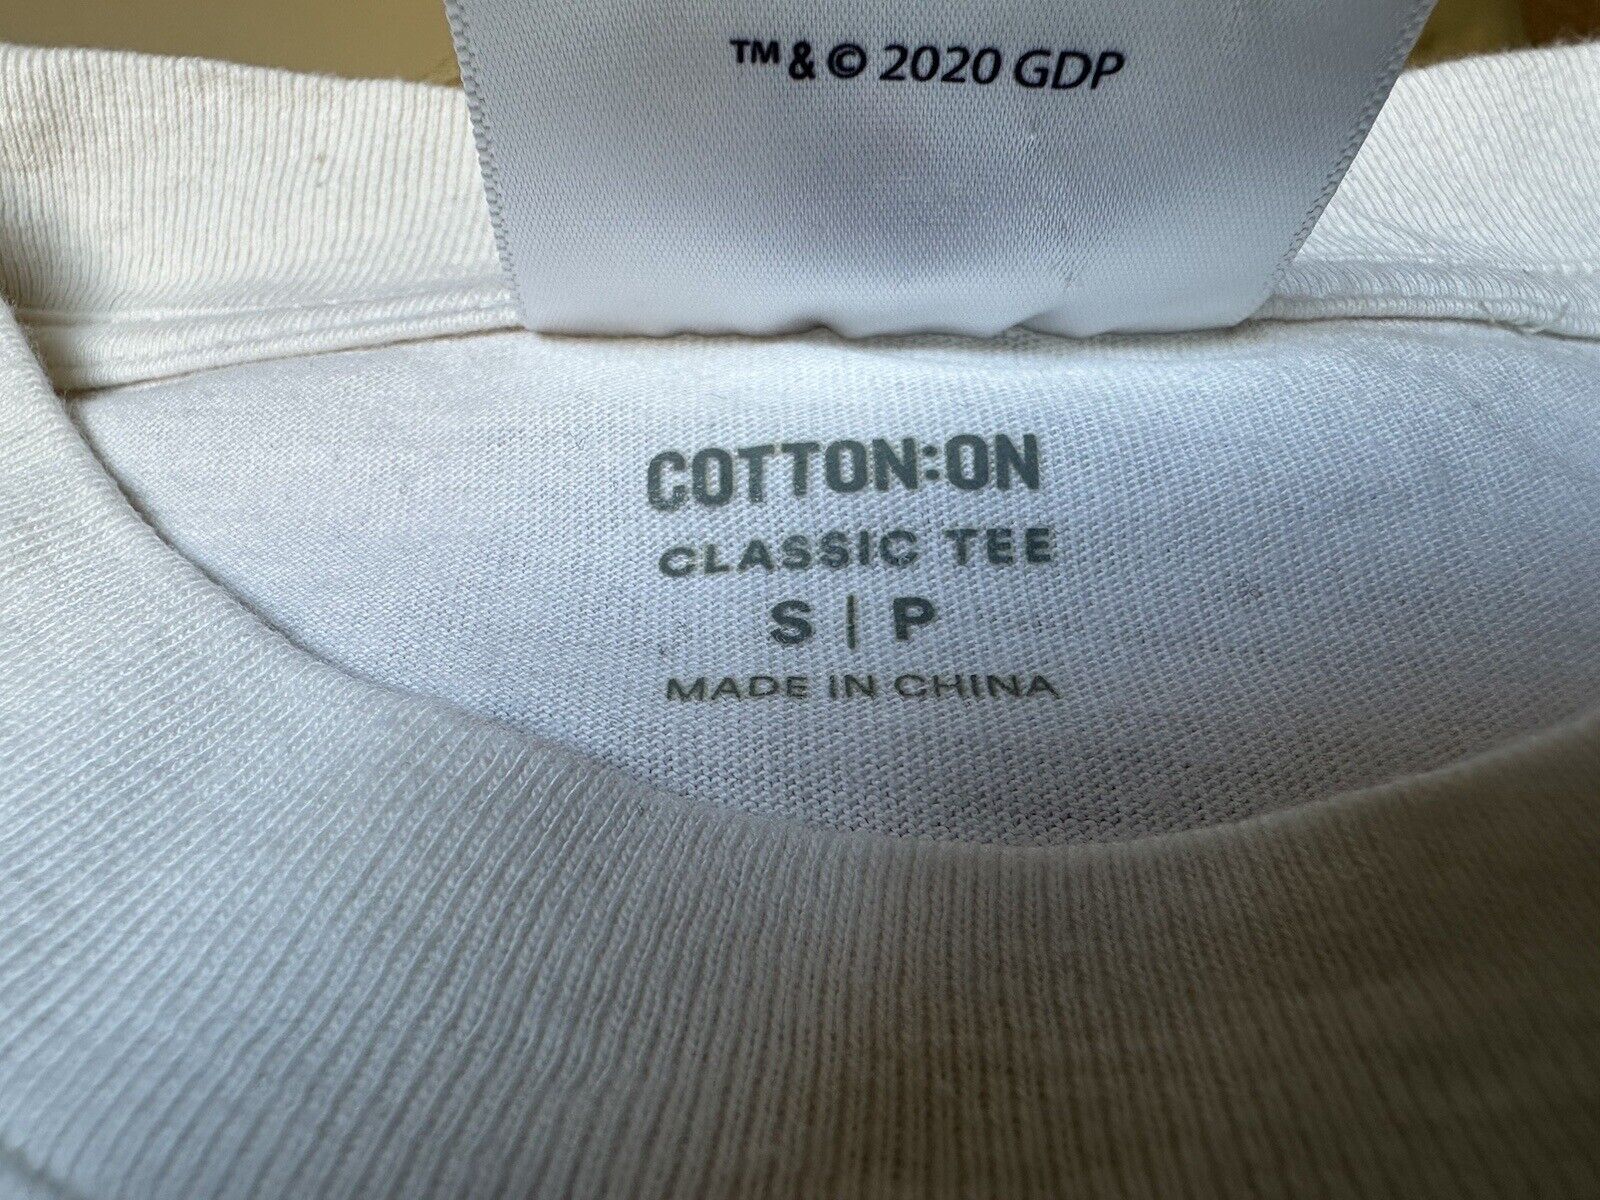 ™ & © 2020 GDP
COTTON:ON
CLASSIC TEE
S | P
MADE IN CHINA